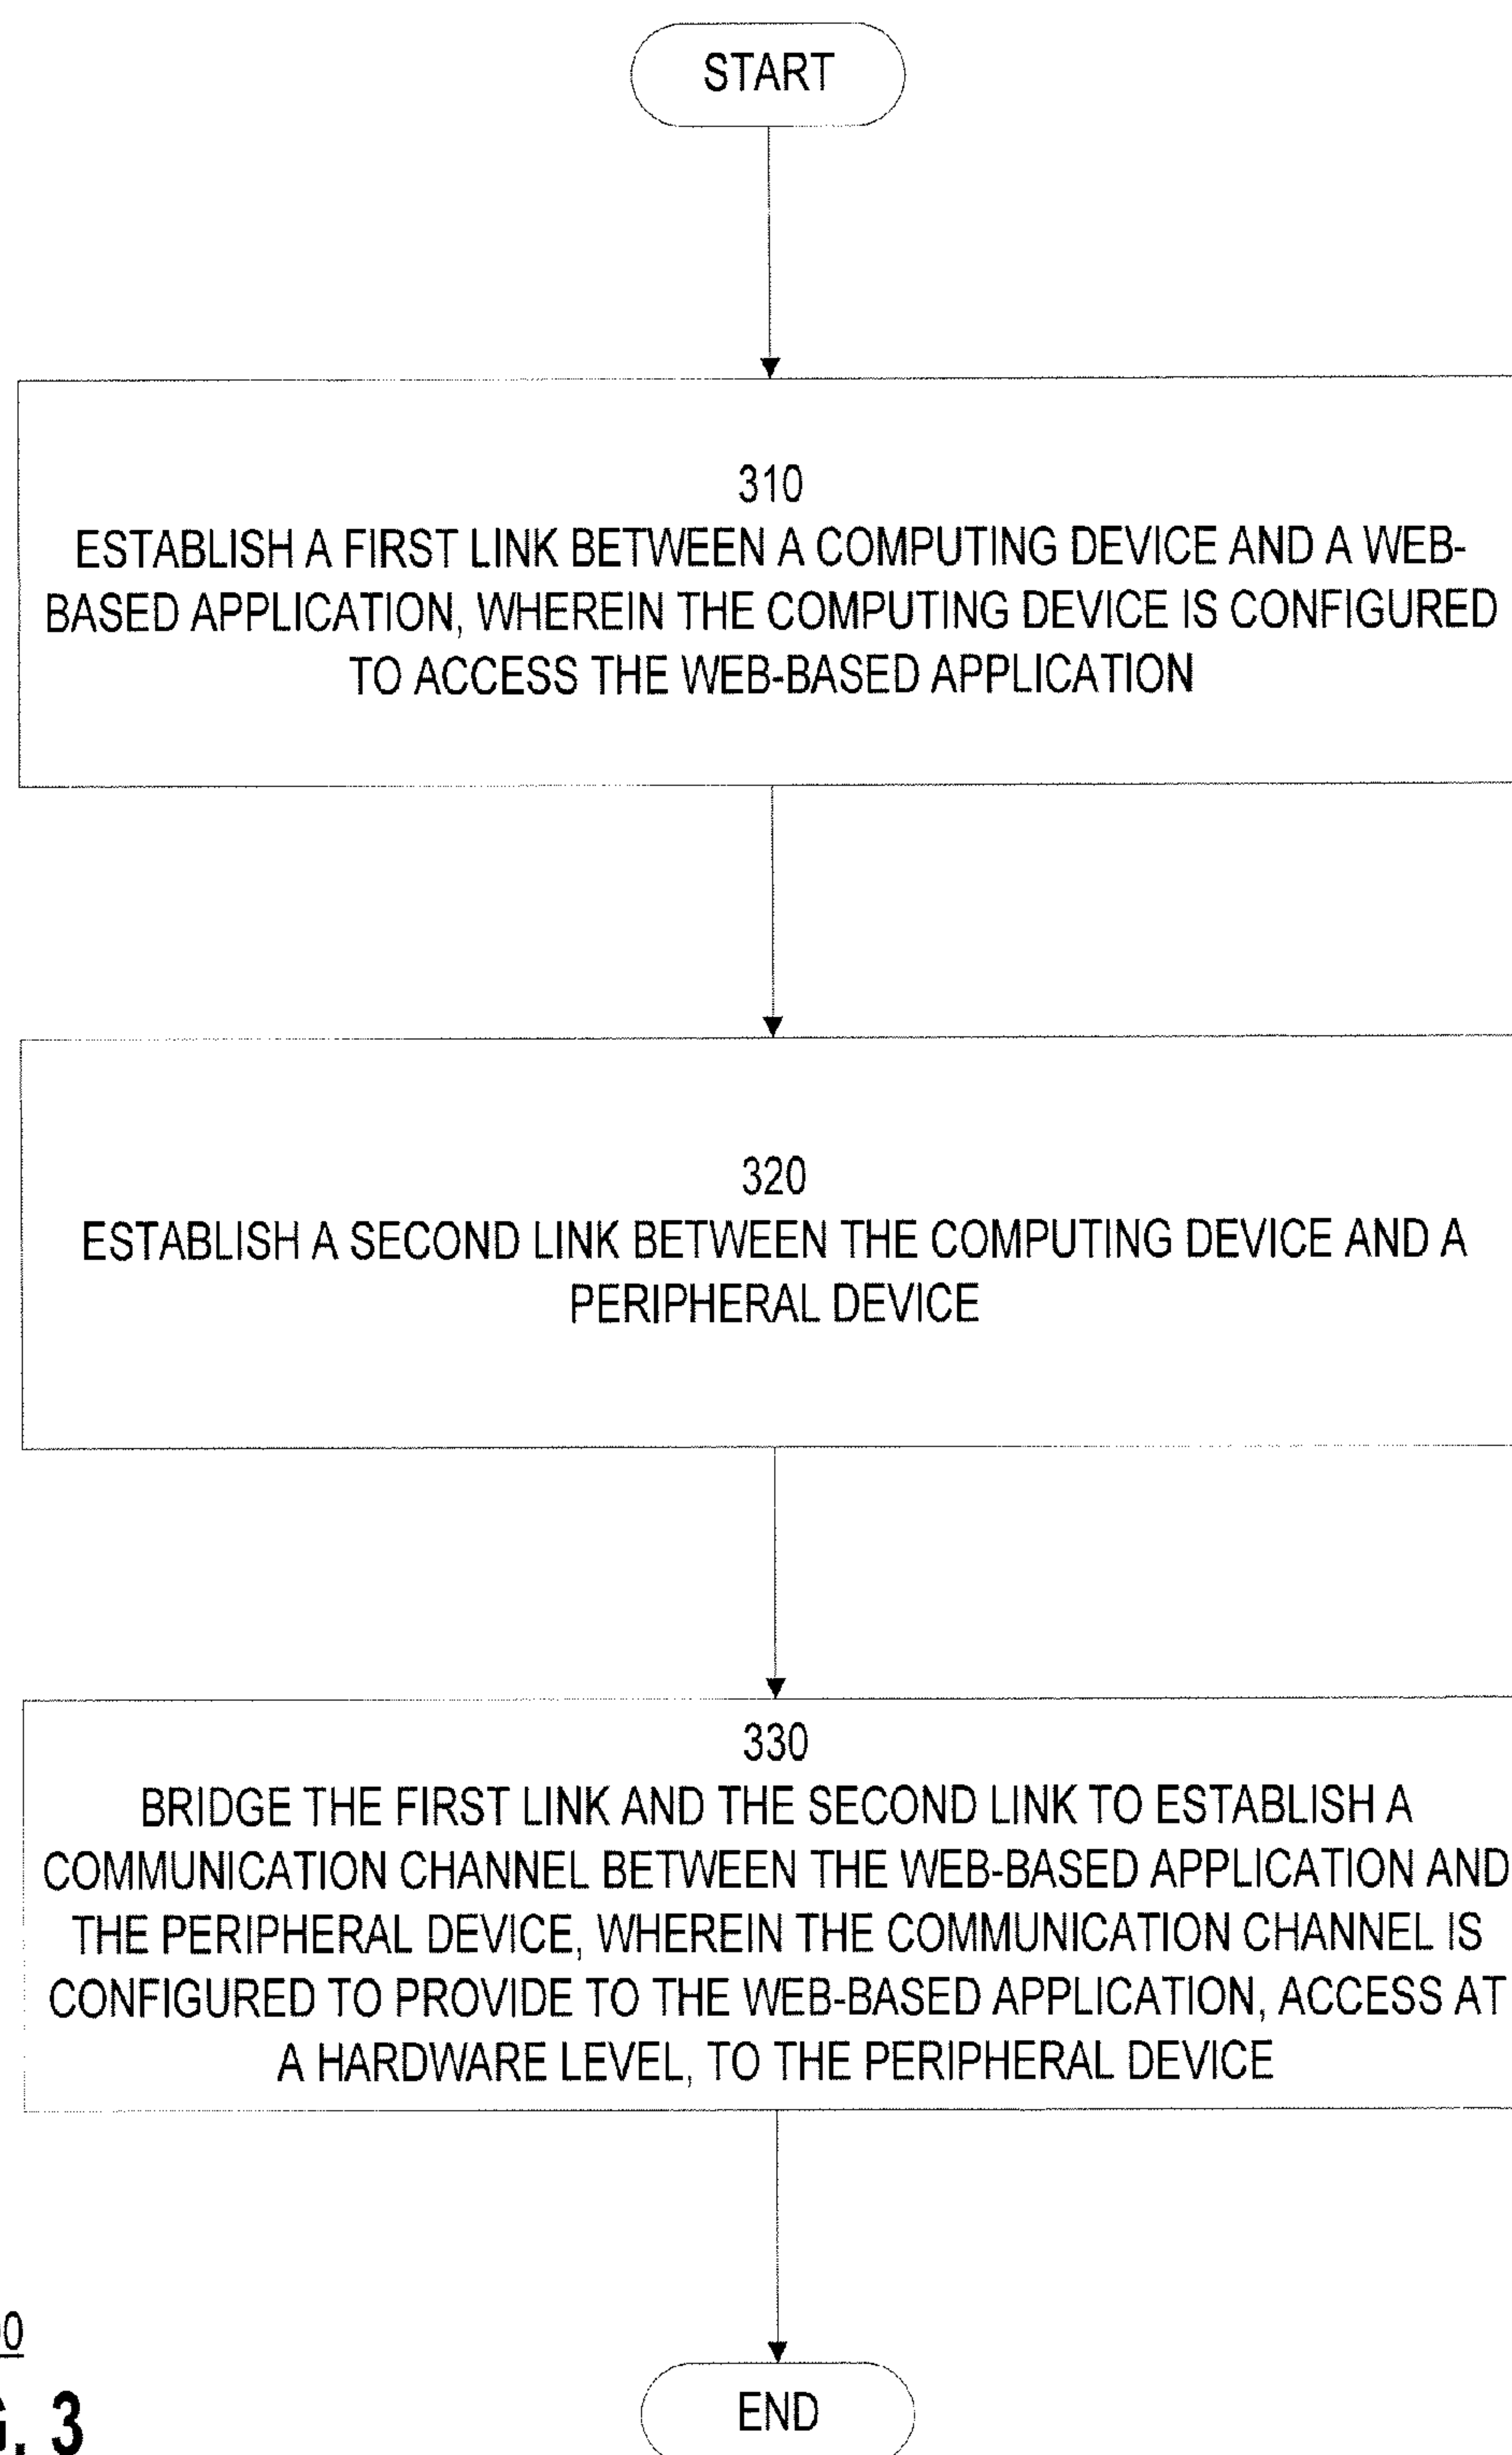 START
310
ESTABLISH A FIRST LINK BETWEEN A COMPUTING DEVICE AND A WEB-
BASED APPLICATION, WHEREIN THE COMPUTING DEVICE IS CONFIGURED
TO ACCESS THE WEB-BASED APPLICATION
320
ESTABLISH A SECOND LINK BETWEEN THE COMPUTING DEVICE AND A
PERIPHERAL DEVICE
330
BRIDGE THE FIRST LINK AND THE SECOND LINK TO ESTABLISH A
COMMUNICATION CHANNEL BETWEEN THE WEB-BASED APPLICATION AND
THE PERIPHERAL DEVICE, WHEREIN THE COMMUNICATION CHANNEL IS
CONFIGURED TO PROVIDE TO THE WEB-BASED APPLICATION, ACCESS AT
A HARDWARE LEVEL, TO THE PERIPHERAL DEVICE
3
END